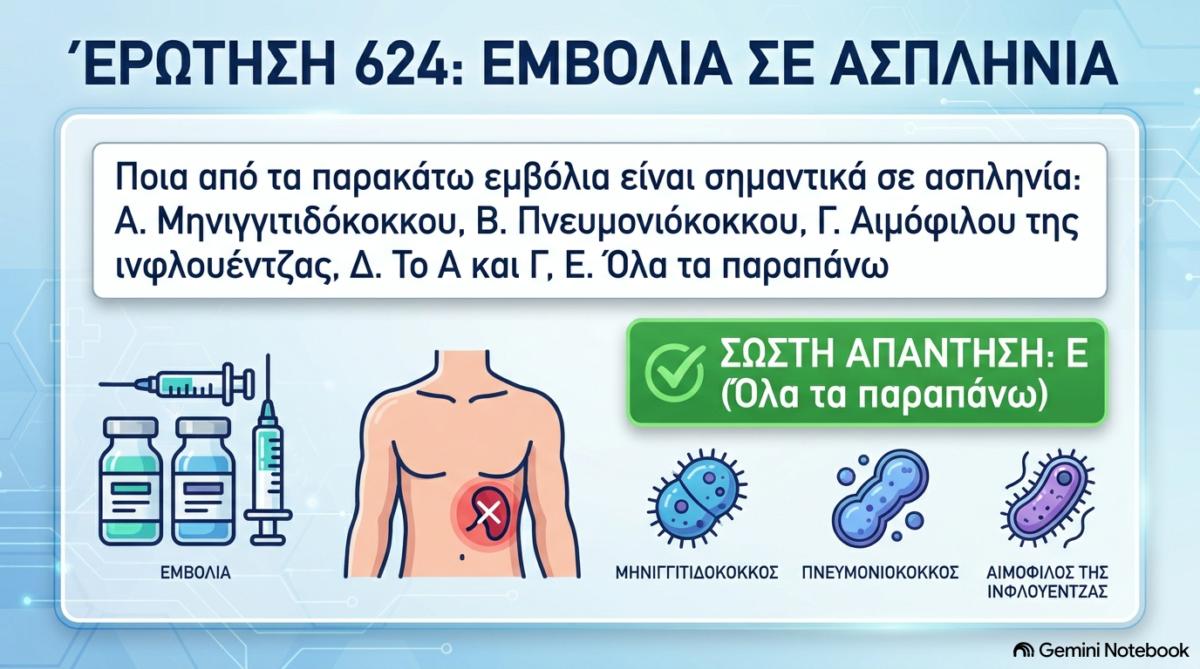 ΈΡΩΤΗΣΗ 624: ΕΜΒΟΛΙΑ ΣΕ ΑΣΠΛΗΝΙΑ
Ποια από τα παρακάτω εμβόλια είναι σημαντικά σε ασπληνία:
Α. Μηνιγγιτιδόκοκκου, Β. Πνευμονιόκοκκου, Γ. Αιμόφιλου της
ινφλουέντζας, Δ. Το Α και Γ, Ε. Όλα τα παραπάνω
ΣΩΣΤΗ ΑΠΑΝΤΗΣΗ: Ε
(Όλα τα παραπάνω)
ΕΜΒΟΛΙΑ
ΜΗΝΙΓΓΙΤΙΔΟΚΟΚΚΟΣ
ΠΝΕΥΜΟΝΙΟΚΟΚΚΟΣ
ΑΙΜΟΦΙΛΟΣ ΤΗΣ
ΙΝΦΛΟΥΕΝΤΖΑΣ
Gemini Notebook